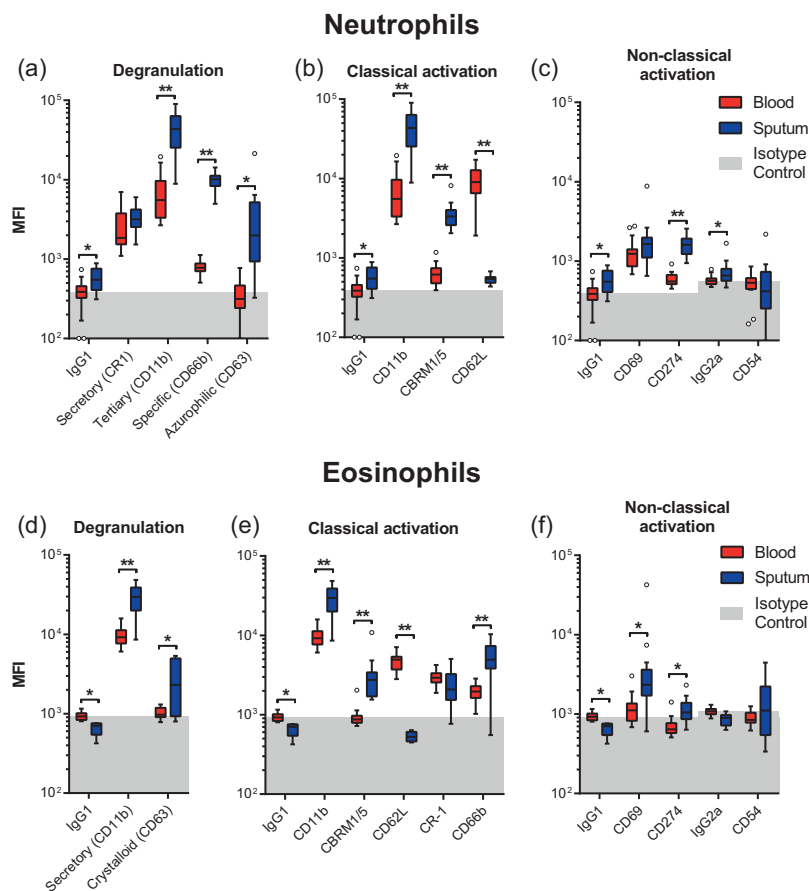 Neutrophils
(a)
Degranulation
**
**
*
*
10⁵
10⁴
10³
10²
MFI
IgG1
Secretory (CR1)
Tertiary (CD11b)
Specific (CD66b)
Azurophilic (CD63)
(b)
Classical activation
**
**
**
*
10⁵
10⁴
10³
10²
IgG1
CD11b
CBRM1/5
CD62L
(c)
Non-classical
activation
Blood
Sputum
Isotype
Control
*
**
*
10⁵
10⁴
10³
10²
IgG1
CD69
CD274
IgG2a
CD54
Eosinophils
(d)
Degranulation
**
*
*
10⁵
10⁴
10³
10²
MFI
IgG1
Secretory (CD11b)
Crystalloid (CD63)
(e)
Classical activation
**
**
**
**
*
10⁵
10⁴
10³
10²
IgG1
CD11b
CBRM1/5
CD62L
CR-1
CD66b
(f)
Non-classical
activation
Blood
Sputum
Isotype
Control
*
*
*
10⁵
10⁴
10³
10²
IgG1
CD69
CD274
IgG2a
CD54